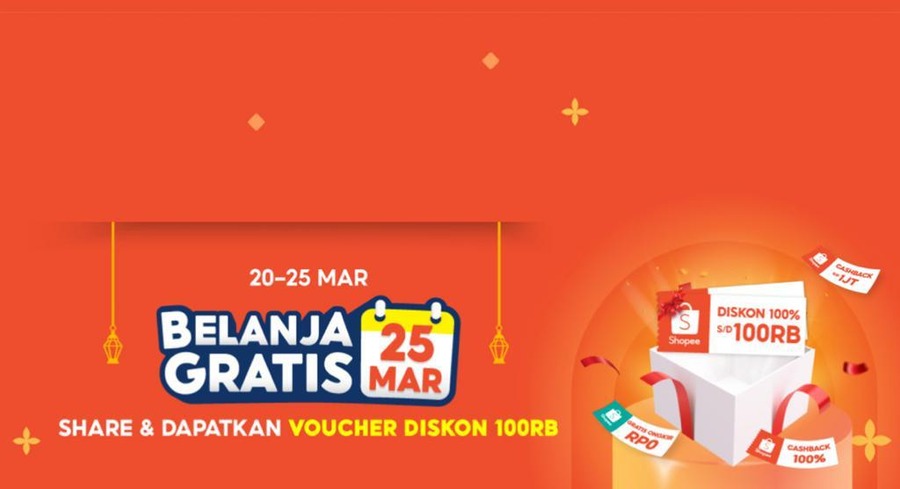 20-25 MAR
BELANJA
GRATIS
25
MAR
SHARE & DAPATKAN VOUCHER DISKON 100RB
CASHBACK
1JT
Shopee
DISKON 100%
S/D 100RB
GRATIS ONGKIR
RP0
Shopee
CASHBACK
100%